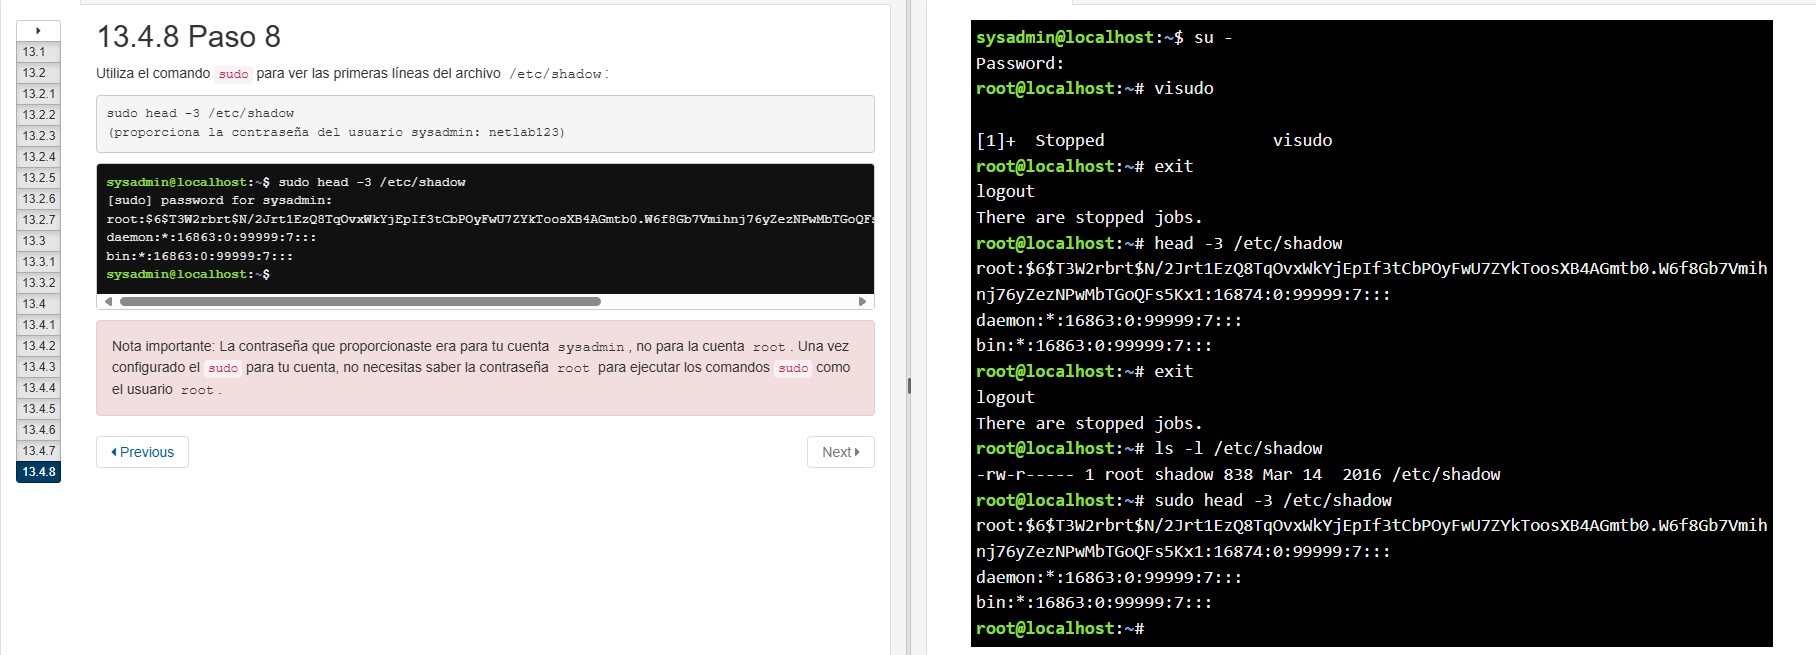 13.1
13.2
13.2.1
13.2.2
13.2.3
13.2.4
13.2.5
13.2.6
13.2.7
13.3
13.3.1
13.3.2
13.4
13.4.1
13.4.2
13.4.3
13.4.4
13.4.5
13.4.6
13.4.7
13.4.8
13.4.8 Paso 8
Utiliza el comando sudo para ver las primeras líneas del archivo /etc/shadow:
sudo head -3 /etc/shadow
(proporciona la contraseña del usuario sysadmin: netlab123)
sysadmin@localhost:~$ sudo head -3 /etc/shadow
[sudo] password for sysadmin:
root:$6$T3W2rbrt$N/2Jrt1EzQ8TqOvxWkYjEpIf3tCbPOyFwU7ZYkToosXB4AGmtb0.W6f8Gb7Vmihnj76yZezNPwMbTGoQFs
daemon:*:16863:0:99999:7:::
bin:*:16863:0:99999:7:::
sysadmin@localhost:~$
Nota importante: La contraseña que proporcionaste era para tu cuenta sysadmin, no para la cuenta root. Una vez
configurado el sudo para tu cuenta, no necesitas saber la contraseña root para ejecutar los comandos sudo como
el usuario root.
Previous
Next
sysadmin@localhost:~$ su -
Password:
root@localhost:~# visudo
[1]+  Stopped                 visudo
root@localhost:~# exit
logout
There are stopped jobs.
root@localhost:~# head -3 /etc/shadow
root:$6$T3W2rbrt$N/2Jrt1EzQ8TqOvxWkYjEpIf3tCbPOyFwU7ZYkToosXB4AGmtb0.W6f8Gb7Vmih
nj76yZezNPwMbTGoQFs5Kx1:16874:0:99999:7:::
daemon:*:16863:0:99999:7:::
bin:*:16863:0:99999:7:::
root@localhost:~# exit
logout
There are stopped jobs.
root@localhost:~# ls -l /etc/shadow
-rw-r----- 1 root shadow 838 Mar 14  2016 /etc/shadow
root@localhost:~# sudo head -3 /etc/shadow
root:$6$T3W2rbrt$N/2Jrt1EzQ8TqOvxWkYjEpIf3tCbPOyFwU7ZYkToosXB4AGmtb0.W6f8Gb7Vmih
nj76yZezNPwMbTGoQFs5Kx1:16874:0:99999:7:::
daemon:*:16863:0:99999:7:::
bin:*:16863:0:99999:7:::
root@localhost:~#